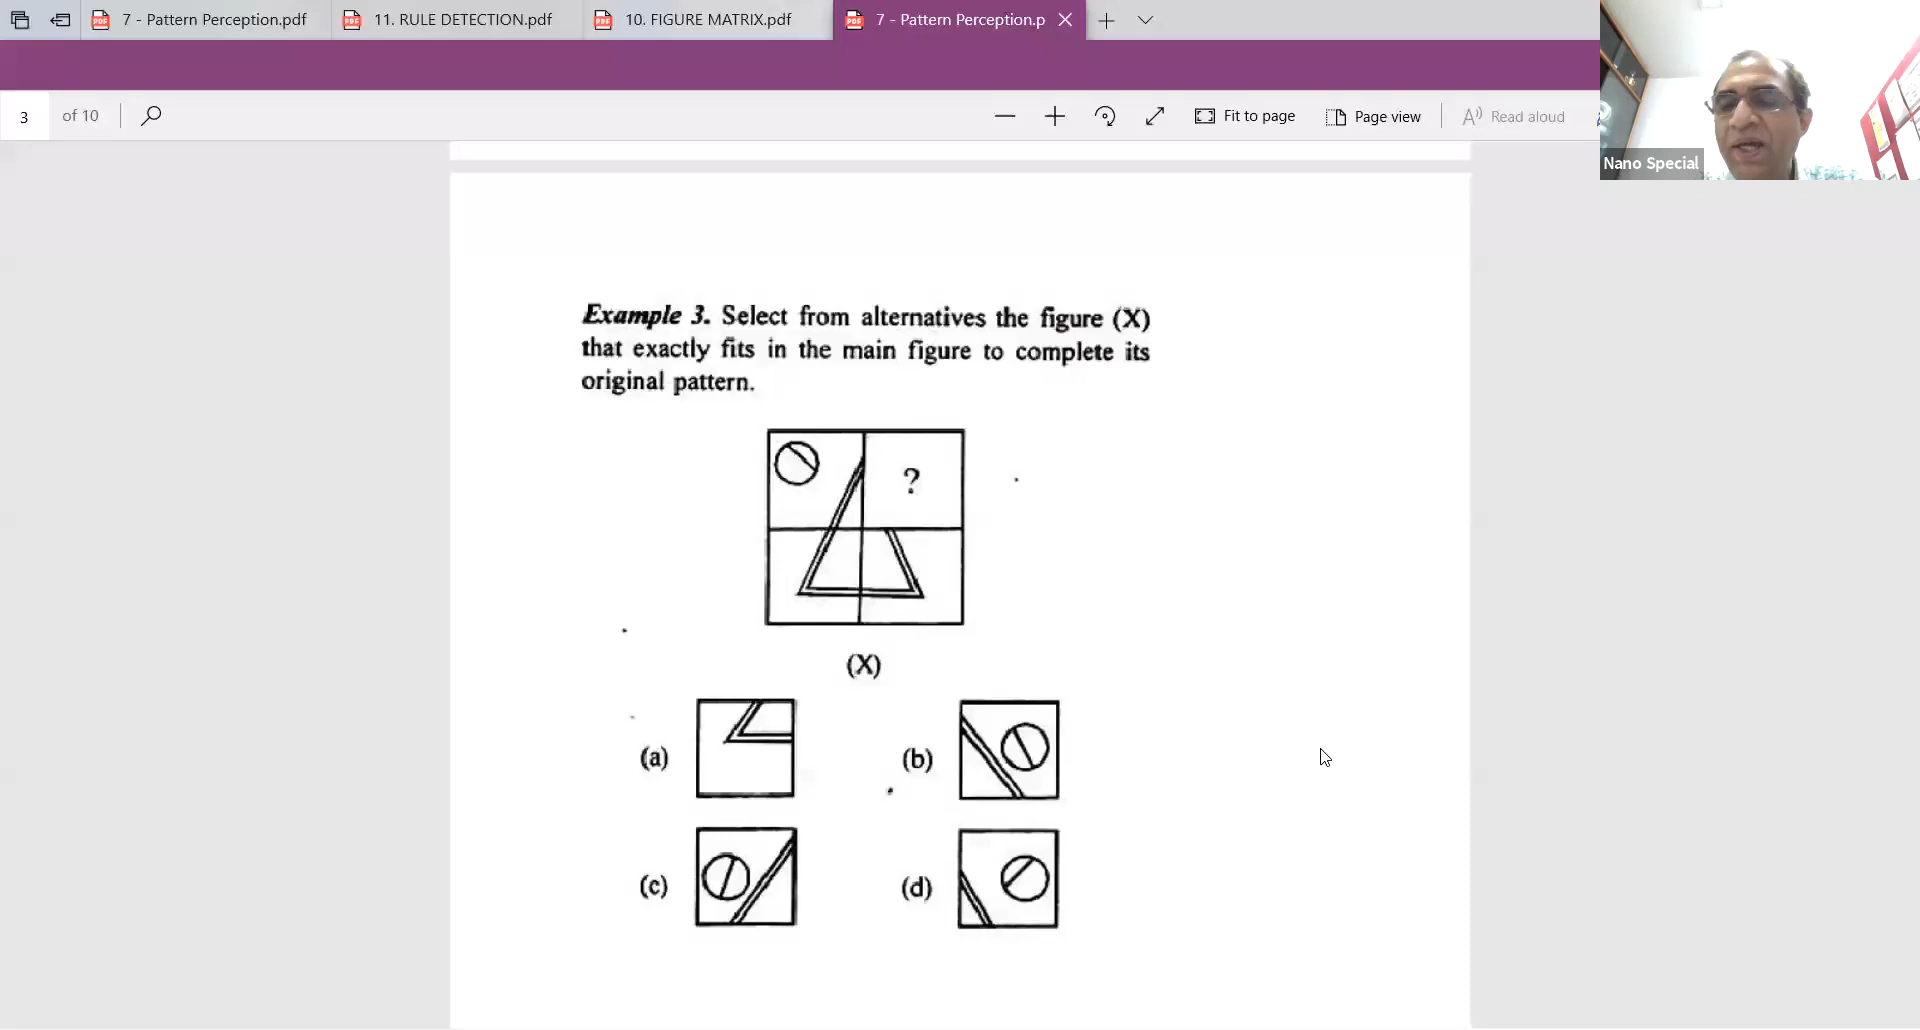 7 - Pattern Perception.pdf
11. RULE DETECTION.pdf
10. FIGURE MATRIX.pdf
7 - Pattern Perception.p
3 of 10
Fit to page
Page view
Read aloud
Nano Special
Example 3. Select from alternatives the figure (X)
that exactly fits in the main figure to complete its
original pattern.
?
(X)
(a)
(b)
(c)
(d)